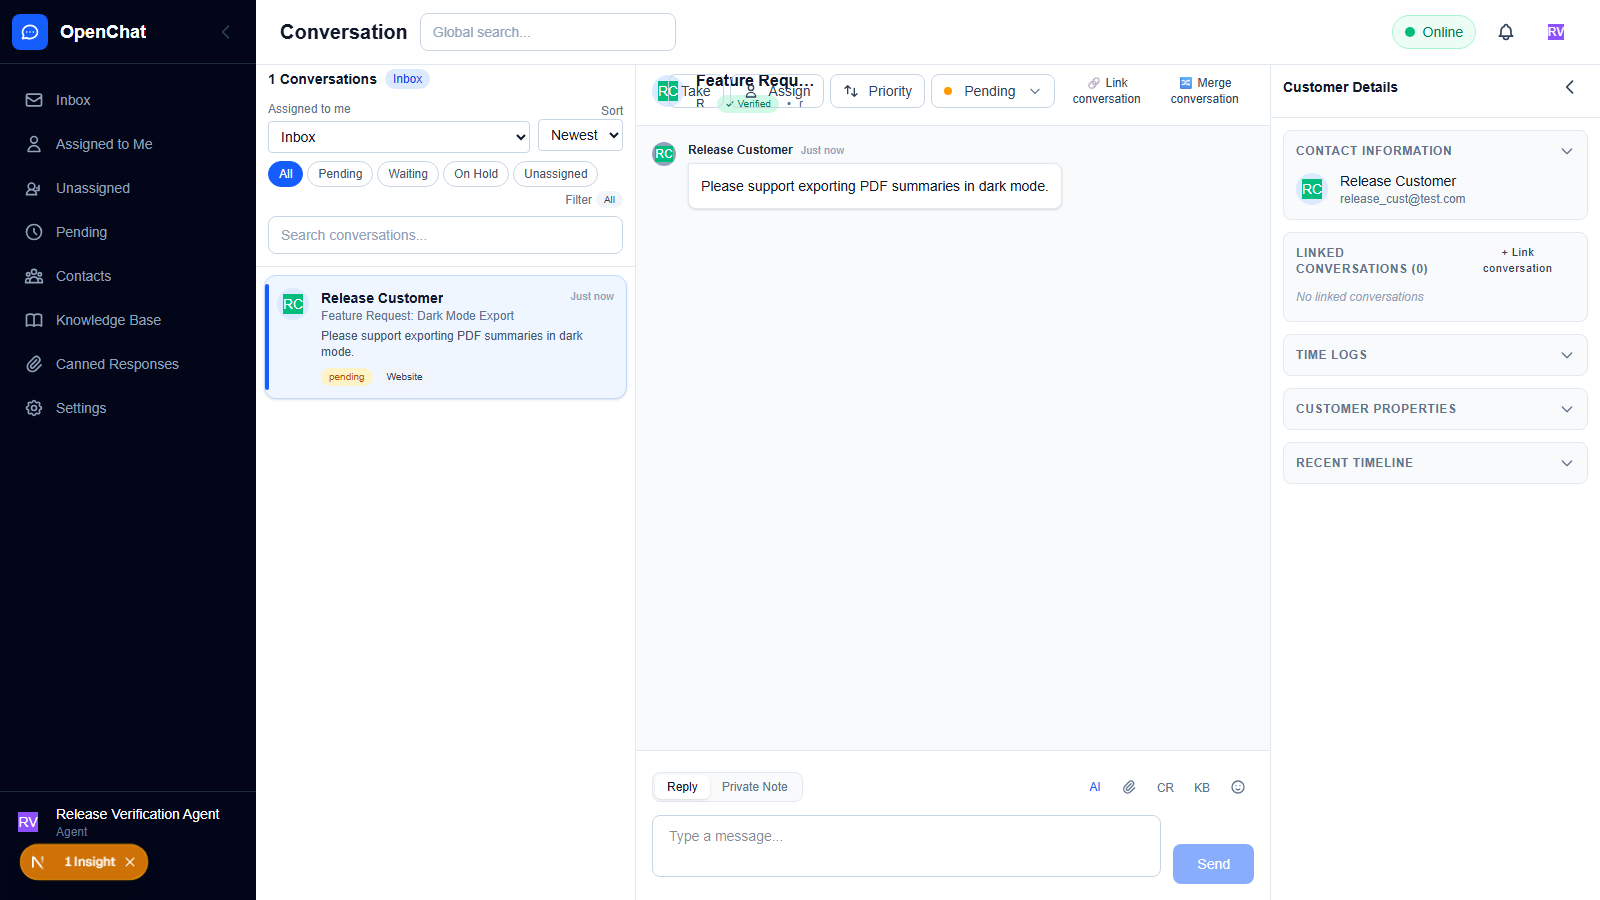 OpenChat
Inbox
Assigned to Me
Unassigned
Pending
Contacts
Knowledge Base
Canned Responses
Settings
RV
Release Verification Agent
Agent
1 Insight
Conversation
Global search...
Online
RV
1 Conversations
Inbox
Assigned to me
Sort
Inbox
Newest
All
Pending
Waiting
On Hold
Unassigned
Filter
All
Search conversations...
RC
Release Customer
Just now
Feature Request: Dark Mode Export
Please support exporting PDF summaries in dark
mode.
pending
Website
RC
Feature Requ...
Take
Assign
R
✓ Verified
• r
Priority
Pending
Link
conversation
Merge
conversation
RC
Release Customer
Just now
Please support exporting PDF summaries in dark mode.
Reply
Private Note
AI
CR
KB
Type a message...
Send
Customer Details
CONTACT INFORMATION
RC
Release Customer
release_cust@test.com
LINKED
CONVERSATIONS (0)
+ Link
conversation
No linked conversations
TIME LOGS
CUSTOMER PROPERTIES
RECENT TIMELINE